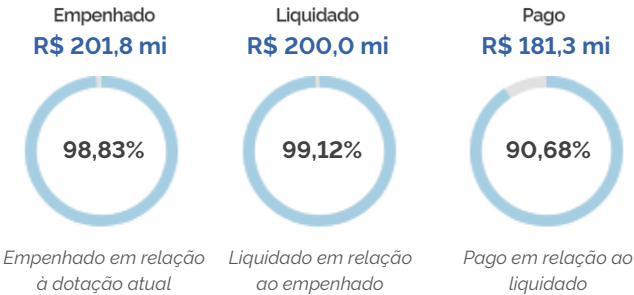 Empenhado
R$ 201,8 mi
98,83%
Empenhado em relação
à dotação atual
Liquidado
R$ 200,0 mi
99,12%
Liquidado em relação
ao empenhado
Pago
R$ 181,3 mi
90,68%
Pago em relação ao
liquidado